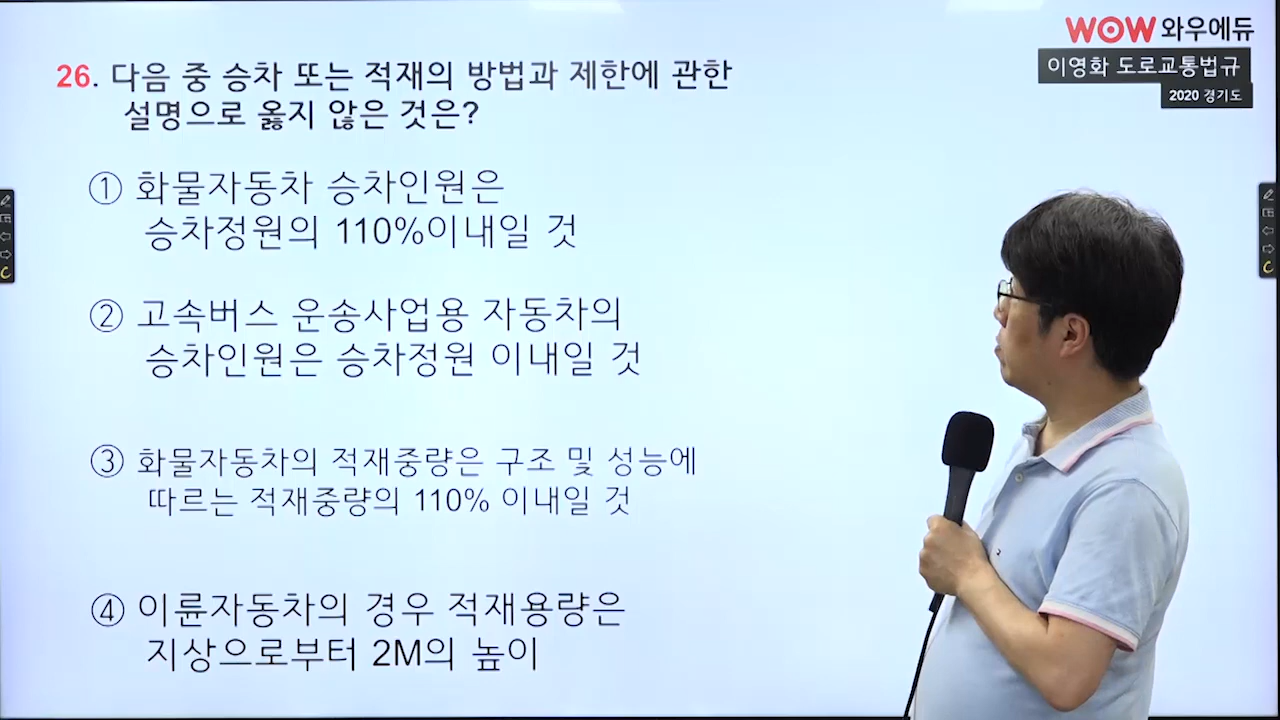 WOW 와우에듀
이영화 도로교통법규
2020 경기도
26. 다음 중 승차 또는 적재의 방법과 제한에 관한
설명으로 옳지 않은 것은?
① 화물자동차 승차인원은
승차정원의 110%이내일 것
② 고속버스 운송사업용 자동차의
승차인원은 승차정원 이내일 것
③ 화물자동차의 적재중량은 구조 및 성능에
따르는 적재중량의 110% 이내일 것
④ 이륜자동차의 경우 적재용량은
지상으로부터 2M의 높이